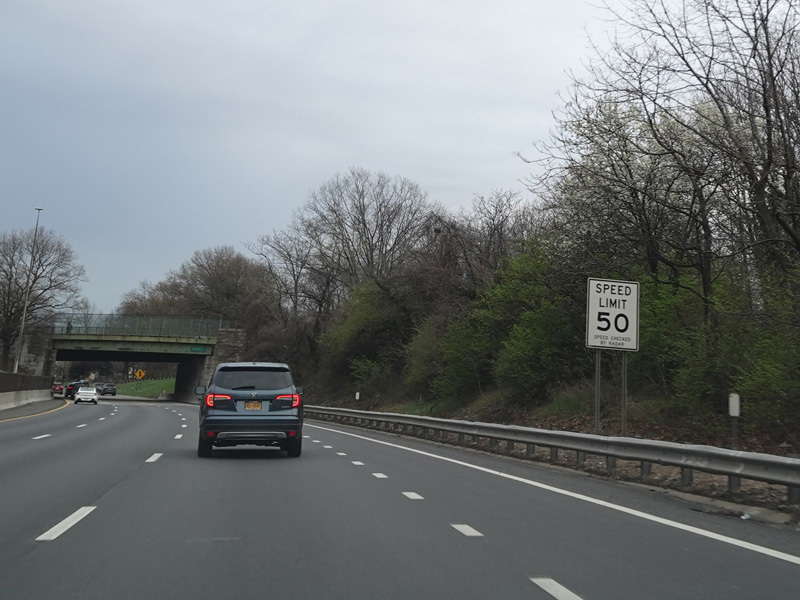 SPEED
LIMIT
50
SPEED CHECKED
BY RADAR